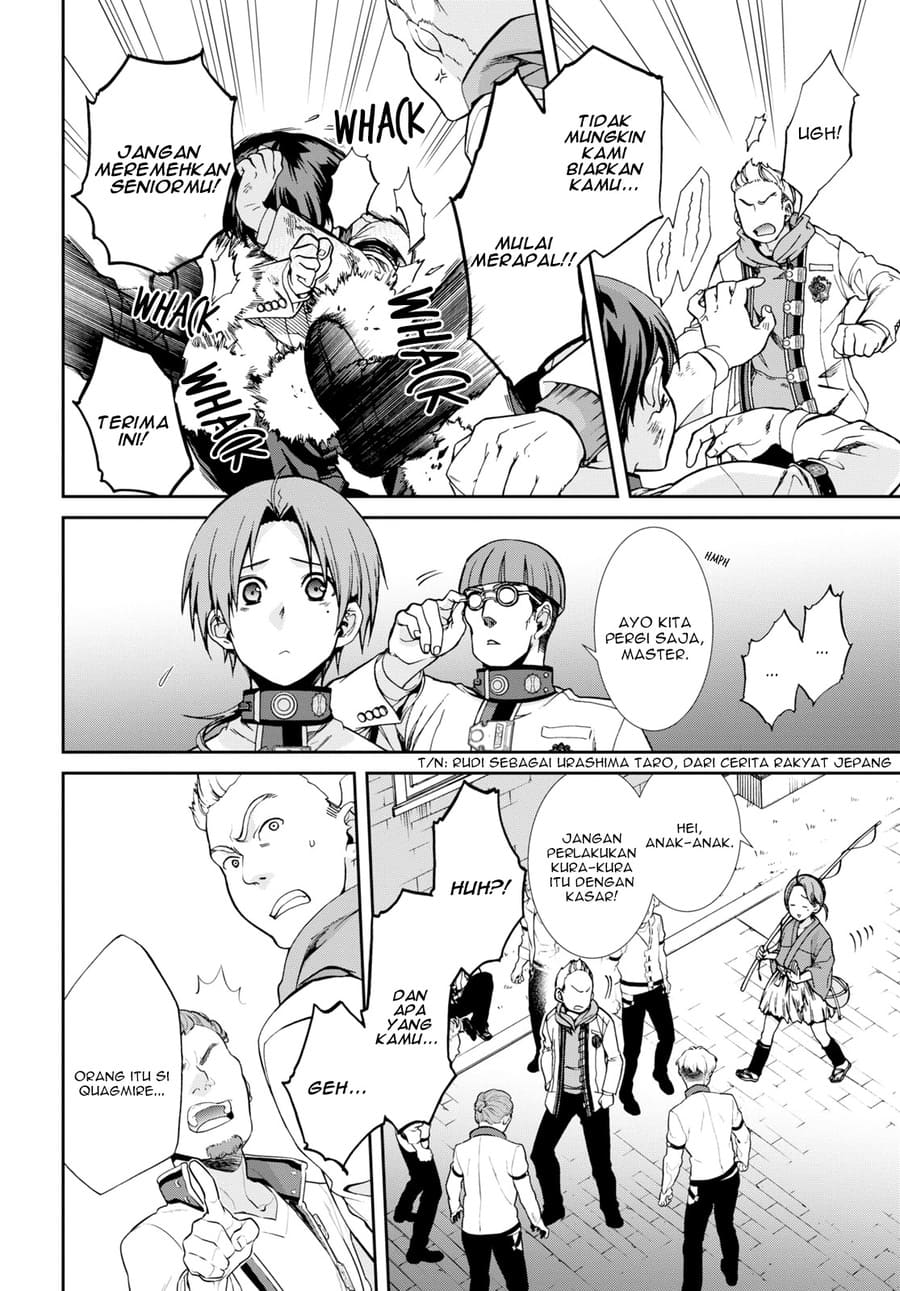 UGH!
TIDAK
MUNGKIN
KAMI
BIARKAN
KAMU...
MULAI
MERAPAL!!
WHACK
JANGAN
MEREMEHKAN
SENIORMU!
WHACK
WHACK
WHACK
TERIMA
INI!
...
...
HMPH
AYO KITA
PERGI SAJA,
MASTER.
T/N: RUDI SEBAGAI URASHIMA TARO, DARI CERITA RAKYAT JEPANG
HEI,
ANAK-ANAK.
JANGAN
PERLAKUKAN
KURA-KURA
ITU DENGAN
KASAR!
HUH?!
DAN
APA
YANG
KAMU...
GEH...
ORANG ITU SI
QUAGMIRE...